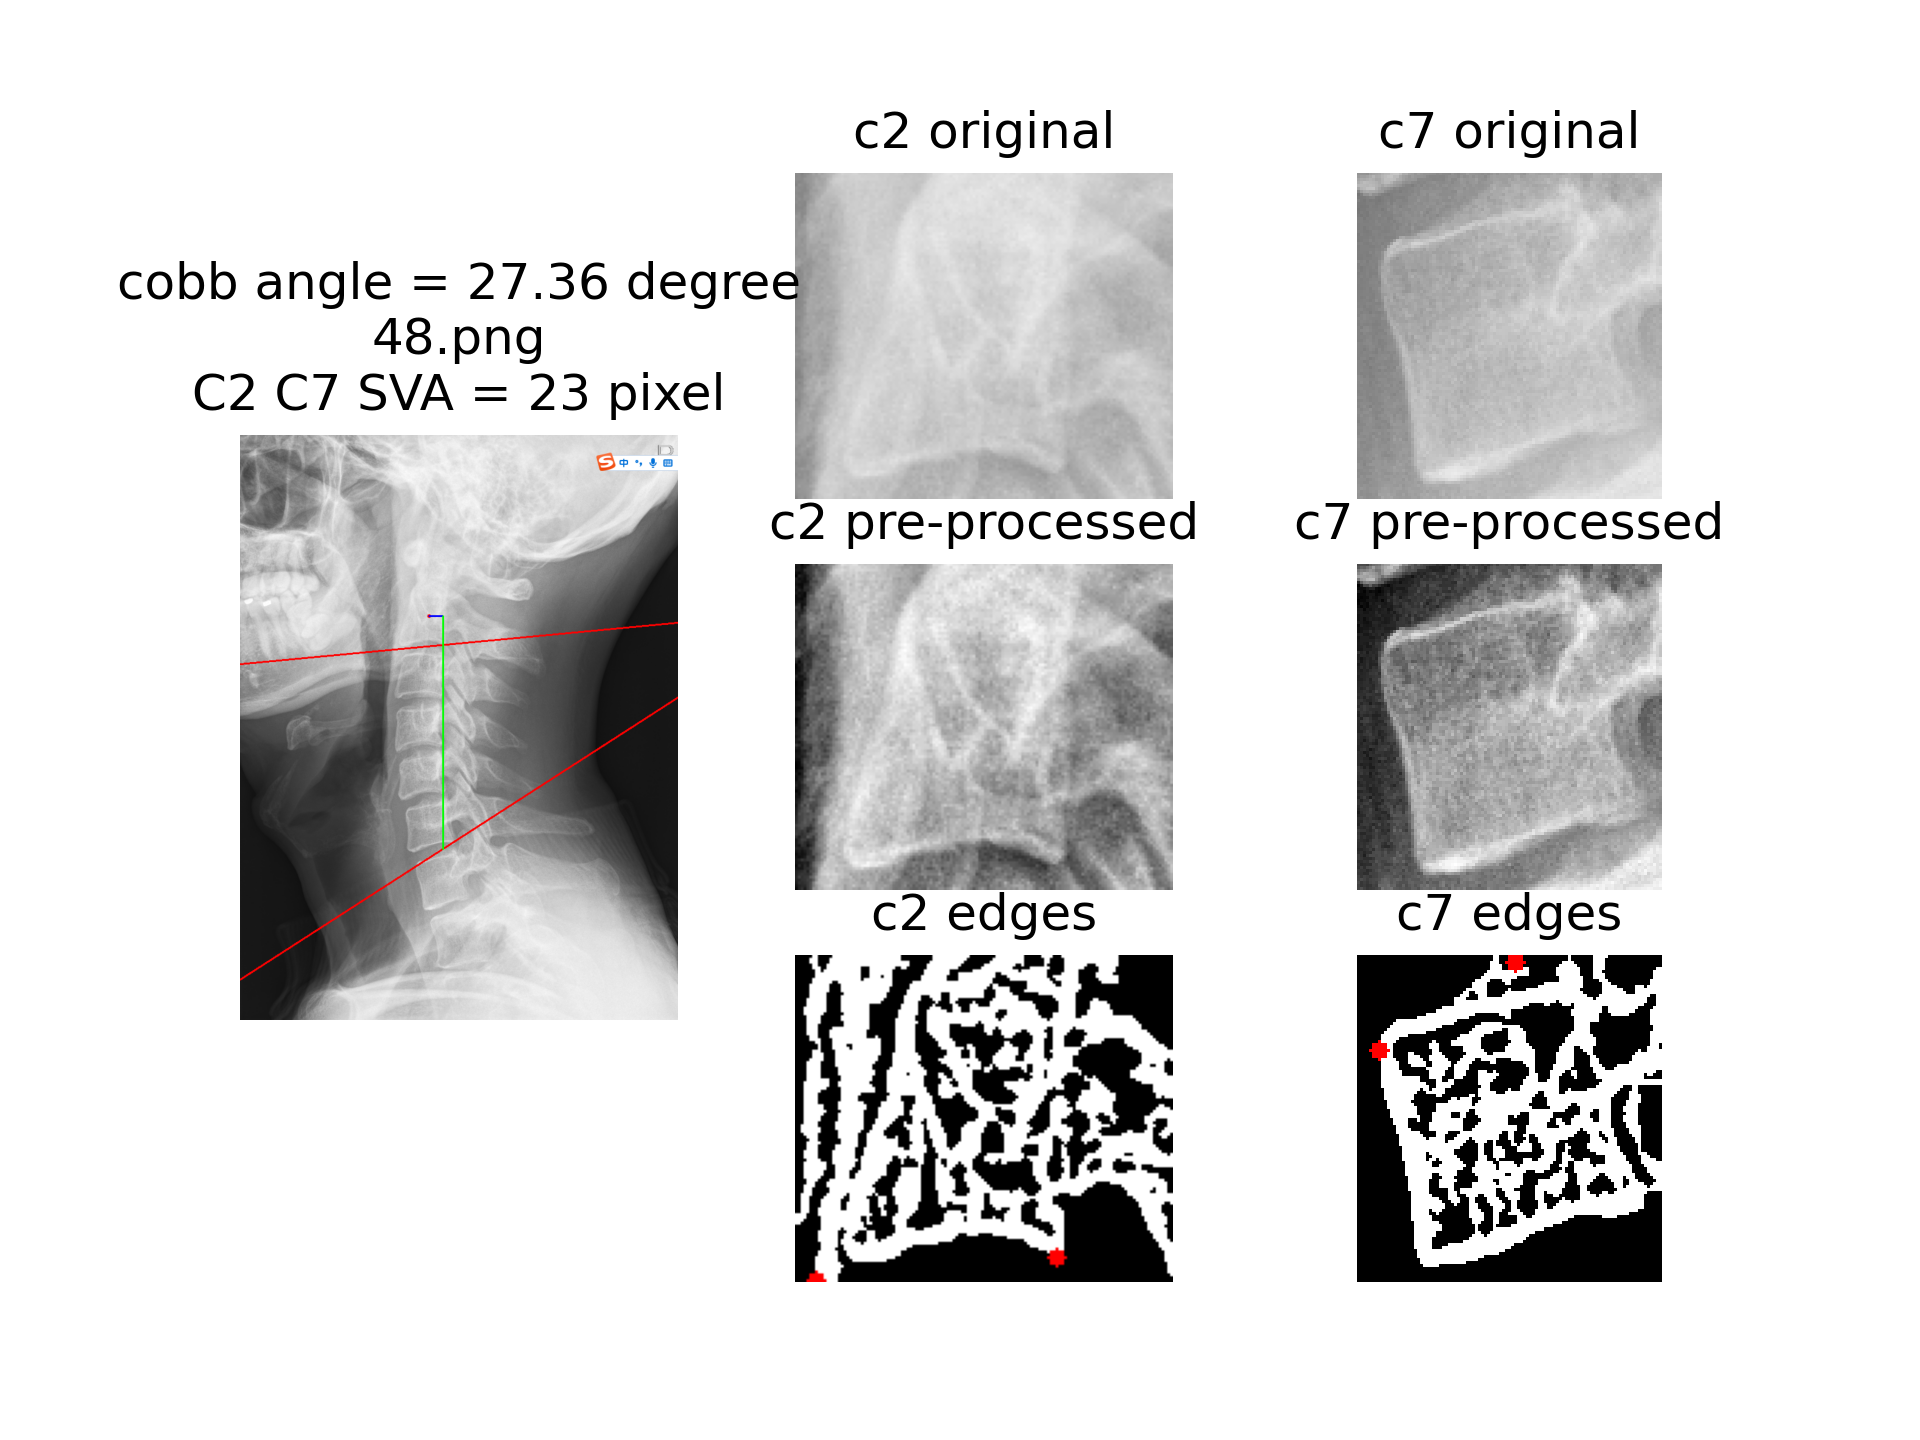 cobb angle = 27.36 degree
48.png
C2 C7 SVA = 23 pixel
S 中
c2 original
c7 original
c2 pre-processed
c7 pre-processed
c2 edges
c7 edges